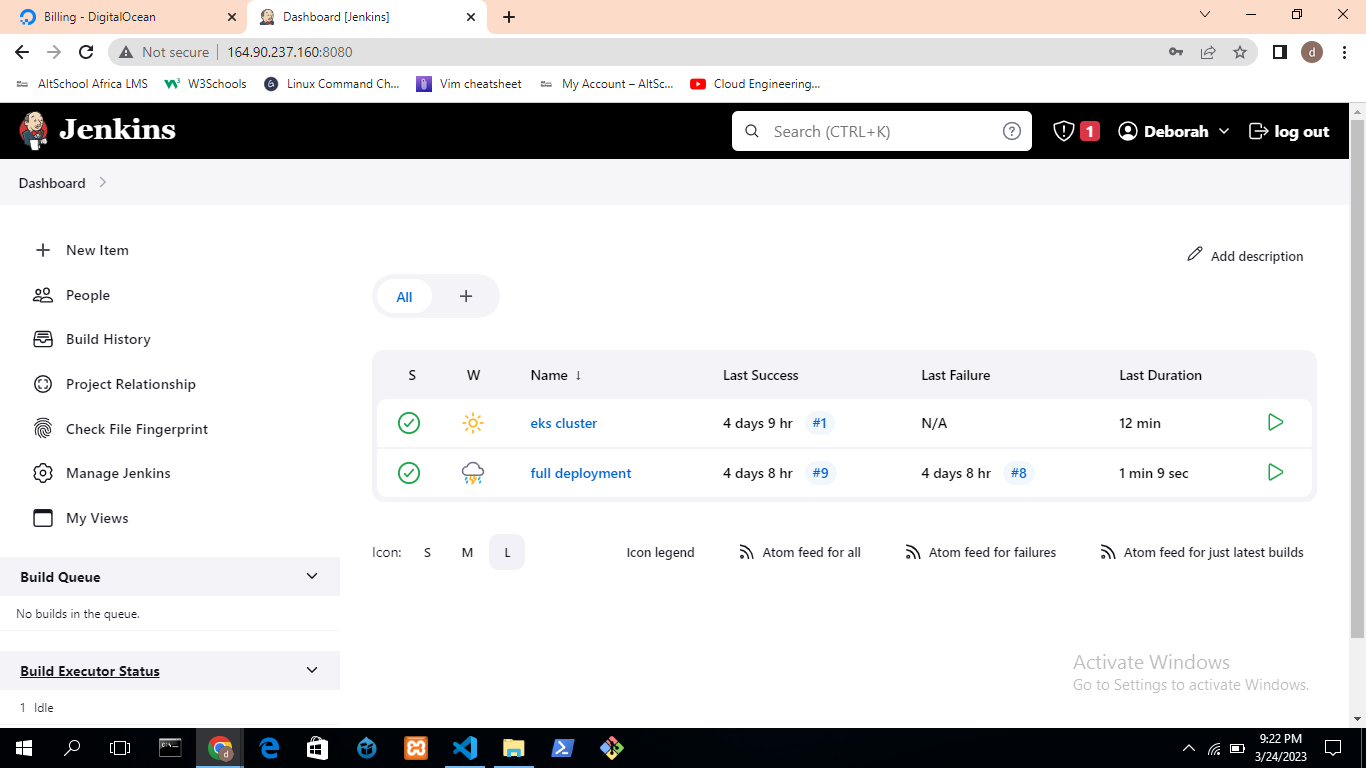 Billing - DigitalOcean
Dashboard [Jenkins]
Not secure 164.90.237.160:8080
d
AltSchool Africa LMS
W3Schools
Linux Command Ch...
Vim cheatsheet
My Account – AltSc...
Cloud Engineering...
Jenkins
Search (CTRL+K)
1
Deborah
log out
Dashboard
New Item
People
Build History
Project Relationship
Check File Fingerprint
Manage Jenkins
My Views
Build Queue
No builds in the queue.
Build Executor Status
1 Idle
Add description
All
S W Name ↓ Last Success Last Failure Last Duration
eks cluster 4 days 9 hr #1 N/A 12 min
full deployment 4 days 8 hr #9 4 days 8 hr #8 1 min 9 sec
Icon: S M L
Icon legend
Atom feed for all
Atom feed for failures
Atom feed for just latest builds
Activate Windows
Go to Settings to activate Windows.
9:22 PM
3/24/2023